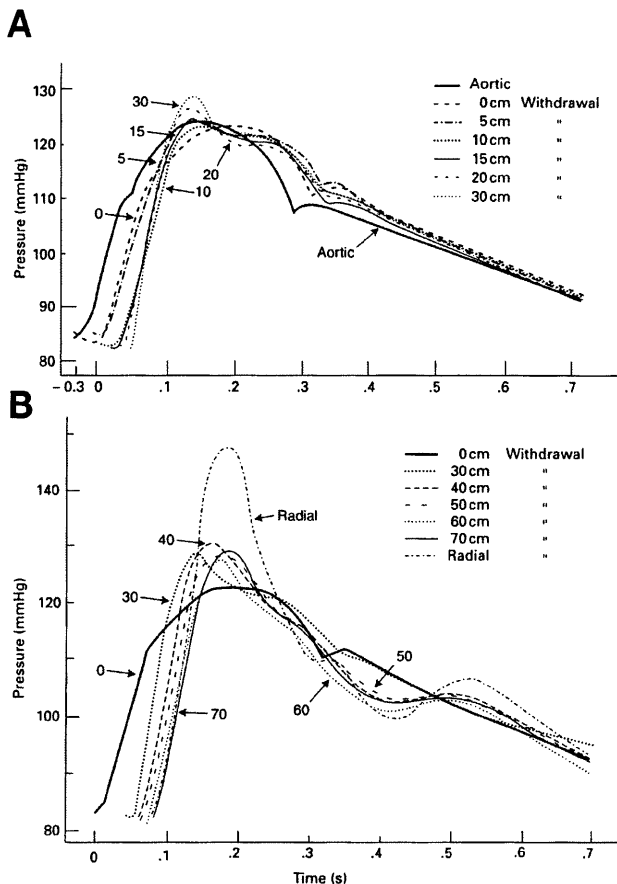 A
130
120
110
100
90
80
Pressure (mmHg)
Aortic
0 cm Withdrawal
5 cm "
10 cm "
15 cm "
20 cm "
30 cm "
30
15
5
0
20
10
Aortic
−0.3 0 .1 .2 .3 .4 .5 .6 .7
B
140
120
100
80
Pressure (mmHg)
0 cm Withdrawal
30 cm "
40 cm "
50 cm "
60 cm "
70 cm "
Radial "
Radial
40
30
0
50
70
60
0 .1 .2 .3 .4 .5 .6 .7
Time (s)